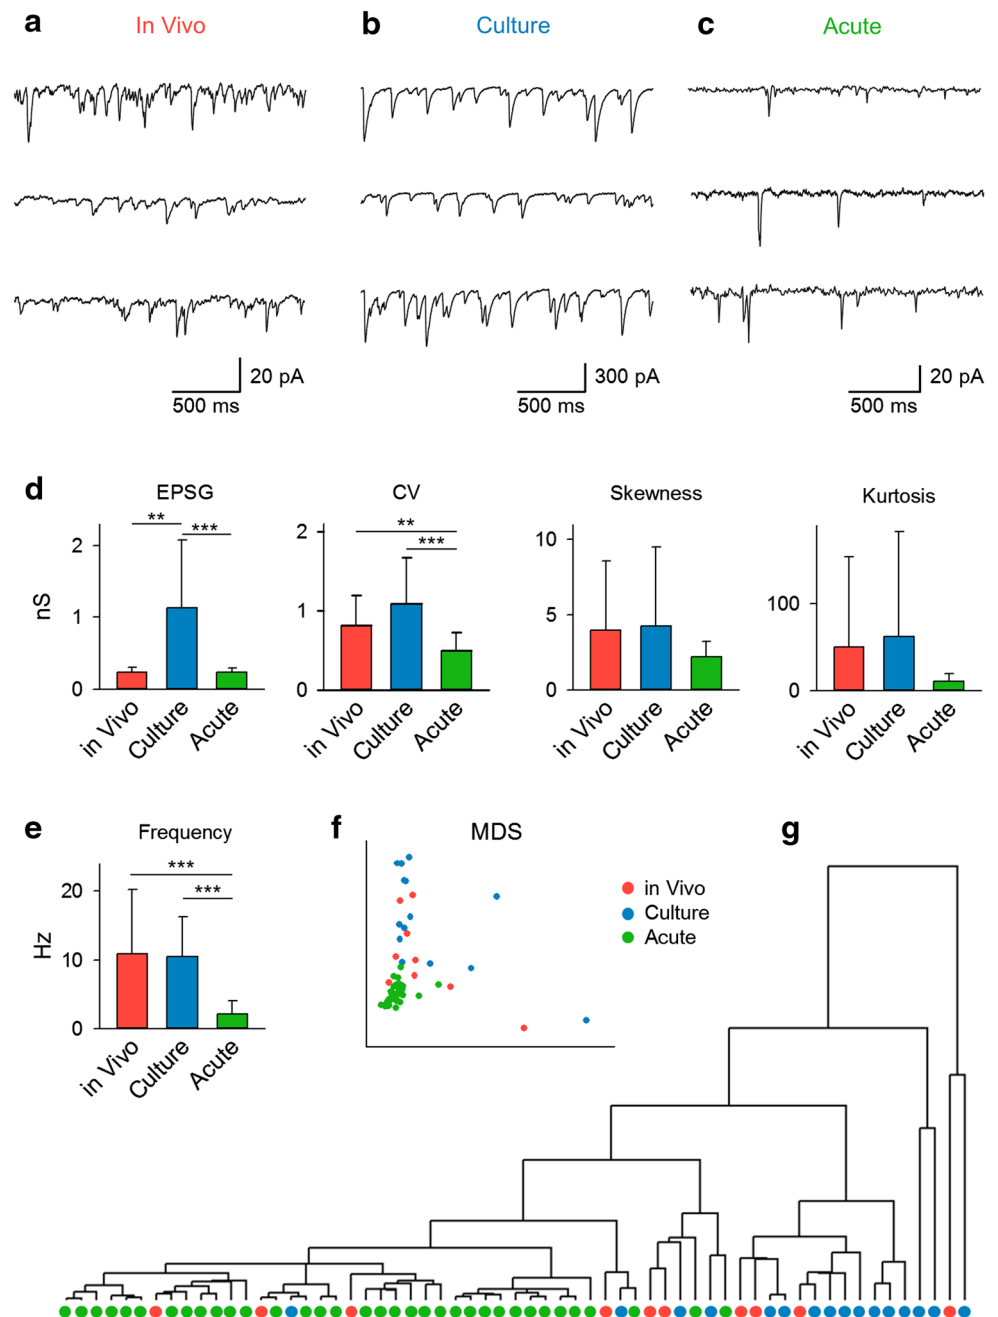 a In Vivo b Culture c Acute
20 pA 300 pA 20 pA
500 ms 500 ms 500 ms
d EPSG CV Skewness Kurtosis
** *** ** ***
nS 2 1 0 2 1 0 10 5 0 100 0
in Vivo Culture Acute in Vivo Culture Acute in Vivo Culture Acute in Vivo Culture Acute
e Frequency f MDS g
*** ***
Hz 20 10 0
in Vivo
Culture
Acute
in Vivo Culture Acute